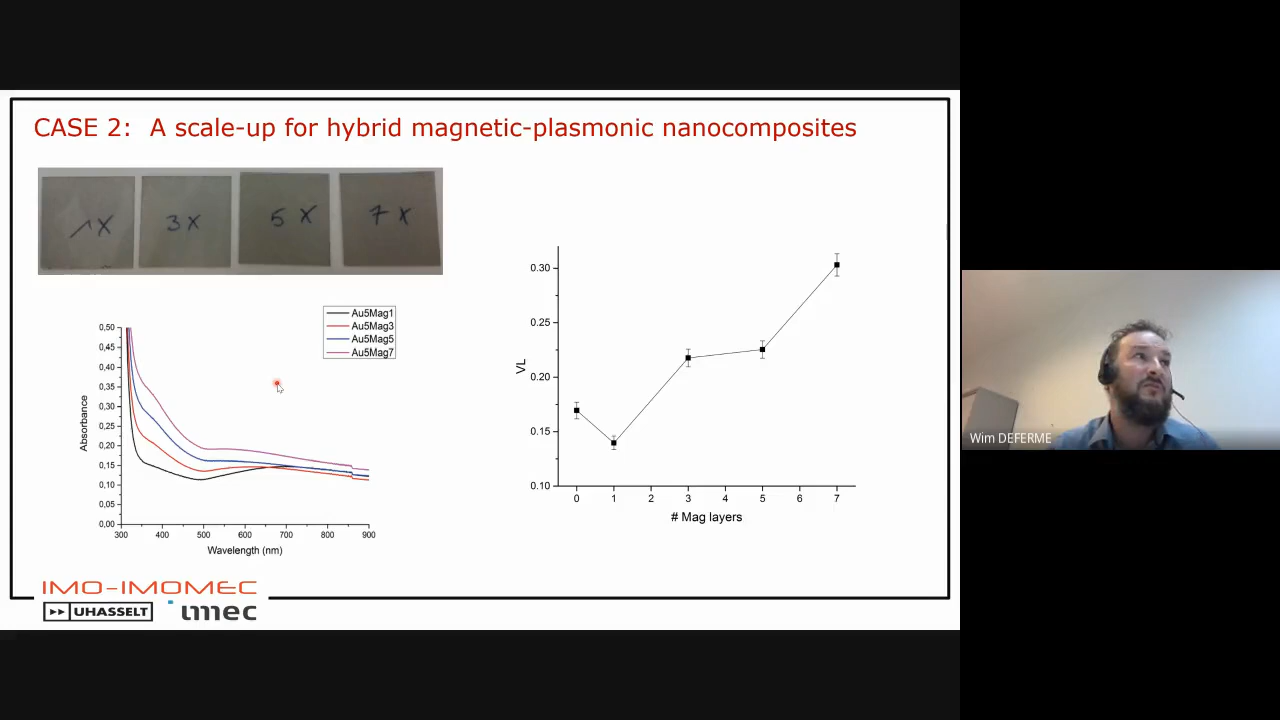 CASE 2: A scale-up for hybrid magnetic-plasmonic nanocomposites
1X
3X
5 X
7 X
Au5Mag1
Au5Mag3
Au5Mag5
Au5Mag7
0,50
0,45
0,40
0,35
0,30
0,25
0,20
0,15
0,10
0,05
0,00
Absorbance
300 400 500 600 700 800 900
Wavelength (nm)
0.30
0.25
0.20
0.15
0.10
VL
0 1 2 3 4 5 6 7
# Mag layers
IMO-IMOMEC
UHASSELT
imec
Wim DEFERME